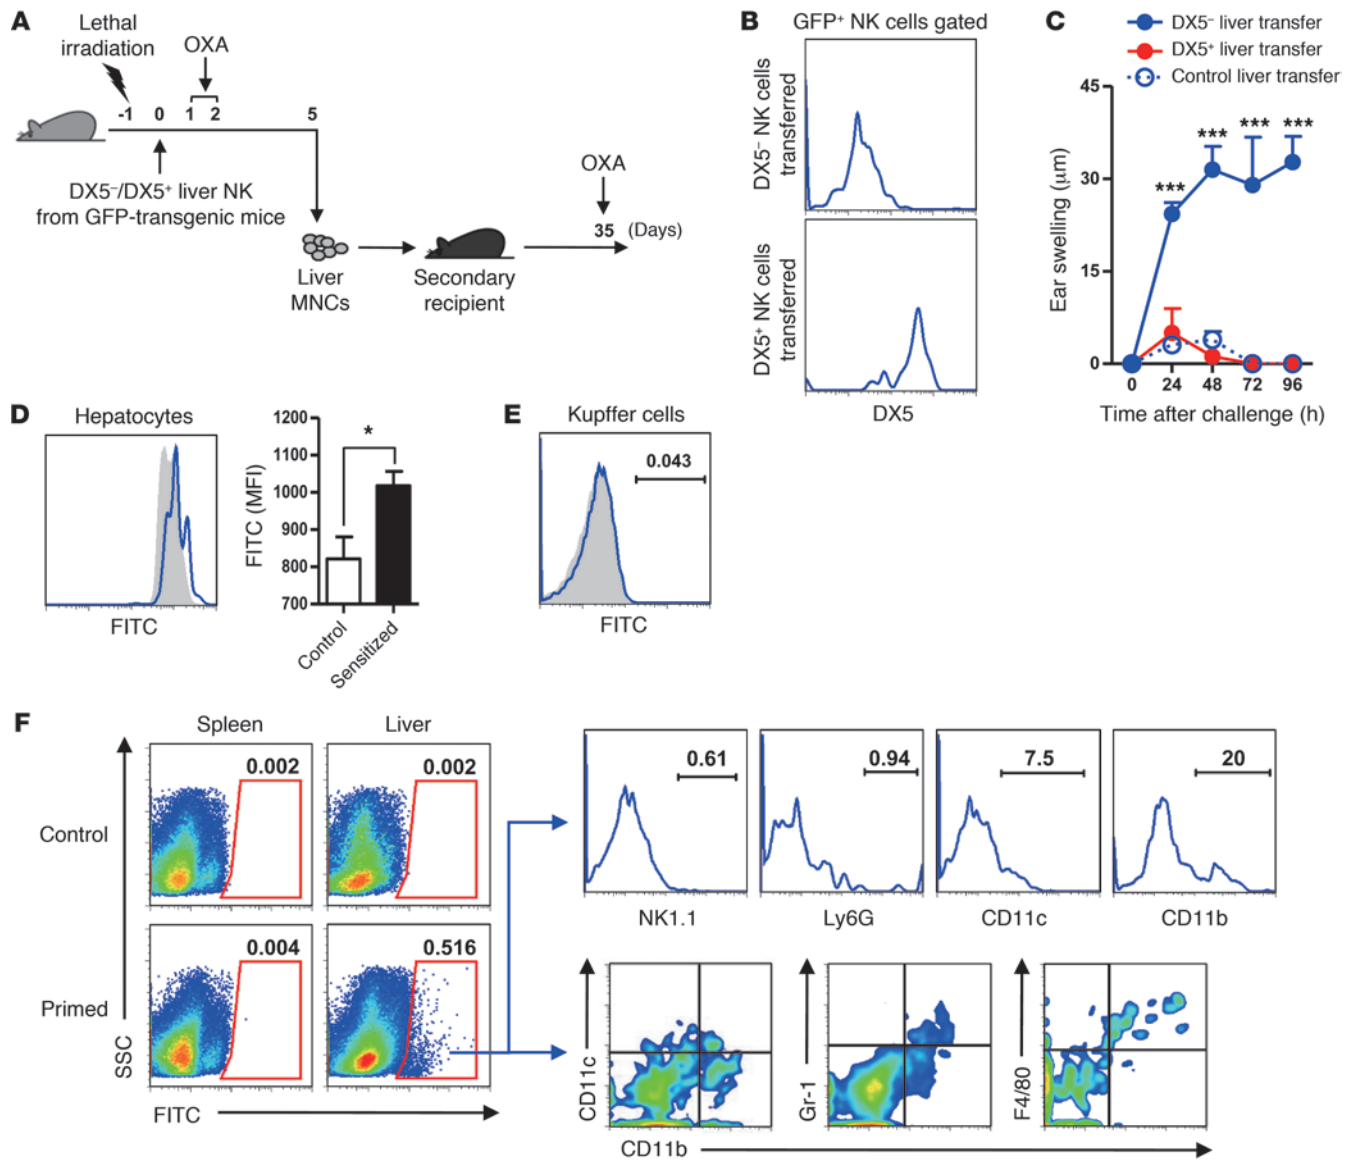 A
Lethal
irradiation
OXA
-1 0 1 2 5
DX5⁻/DX5⁺ liver NK
from GFP-transgenic mice
OXA
35 (Days)
Liver
MNCs
Secondary
recipient
B
GFP⁺ NK cells gated
DX5⁻ NK cells
transferred
DX5⁺ NK cells
transferred
DX5
C
DX5⁻ liver transfer
DX5⁺ liver transfer
Control liver transfer
Ear swelling (μm)
45
30
15
0
*** *** *** ***
0 24 48 72 96
Time after challenge (h)
D
Hepatocytes
FITC
FITC (MFI)
1200
1100
1000
900
800
700
*
Control
Sensitized
E
Kupffer cells
0.043
FITC
F
Spleen Liver
Control
0.002 0.002
Primed
0.004 0.516
SSC
FITC
0.61 0.94 7.5 20
NK1.1 Ly6G CD11c CD11b
CD11c
Gr-1
F4/80
CD11b